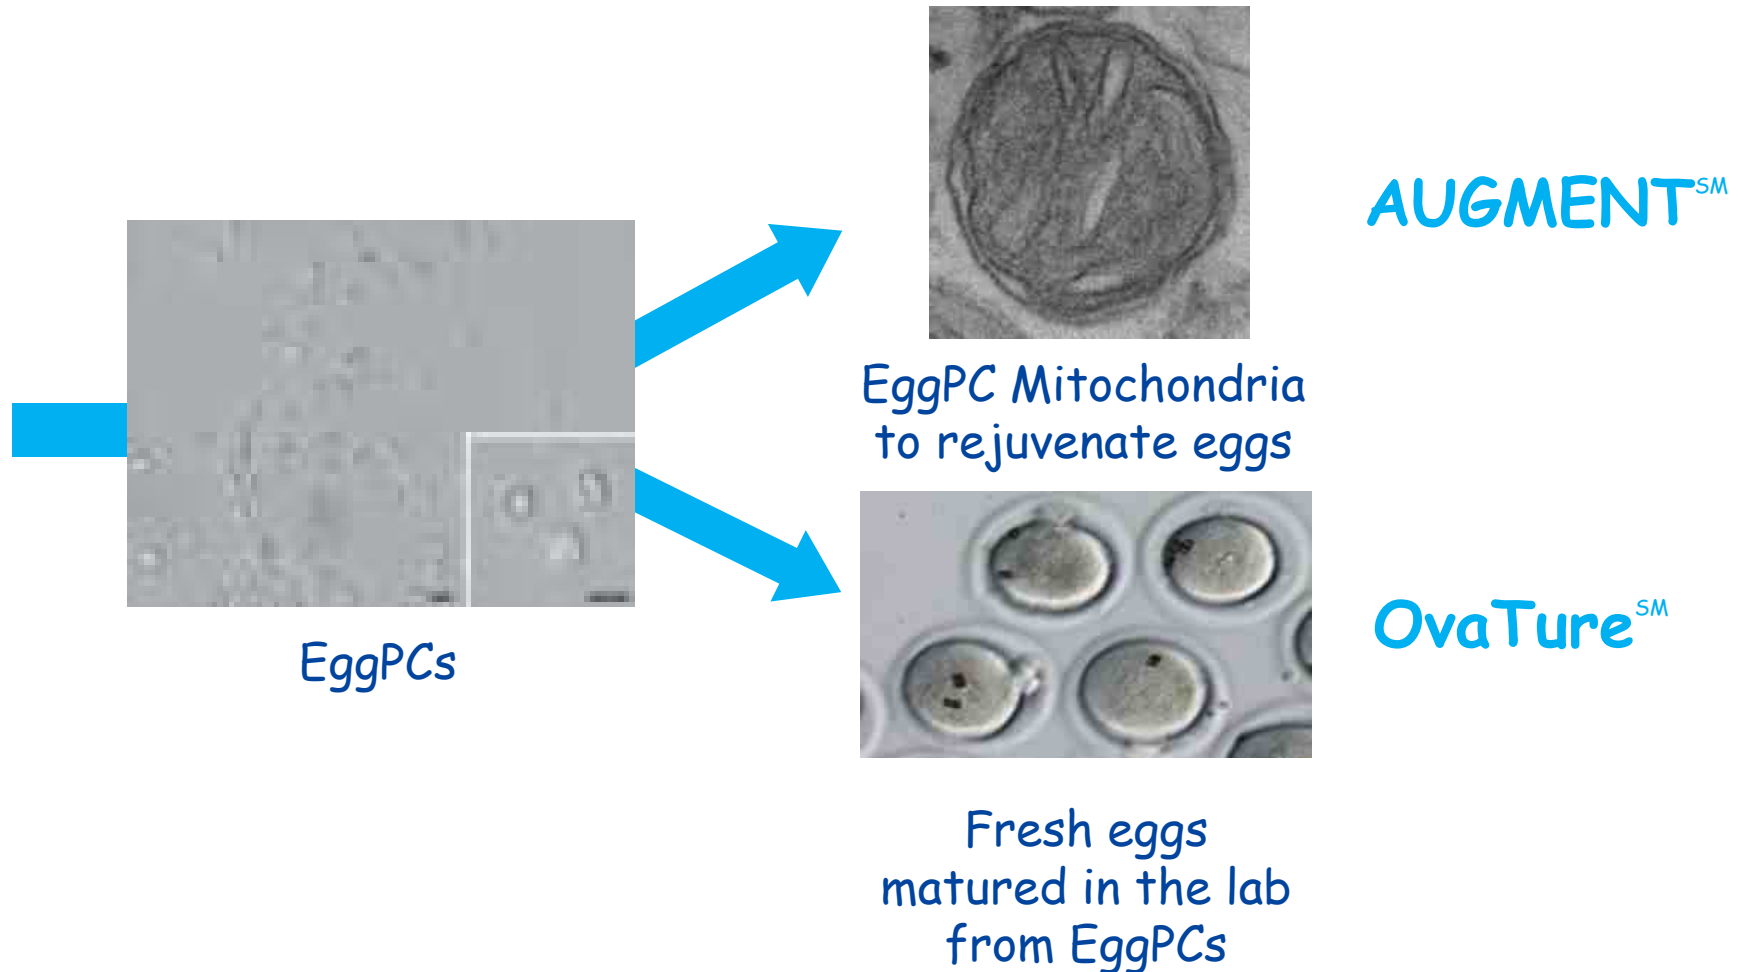 EggPCs
EggPC Mitochondria
to rejuvenate eggs
AUGMENT℠
Fresh eggs
matured in the lab
from EggPCs
OvaTure℠